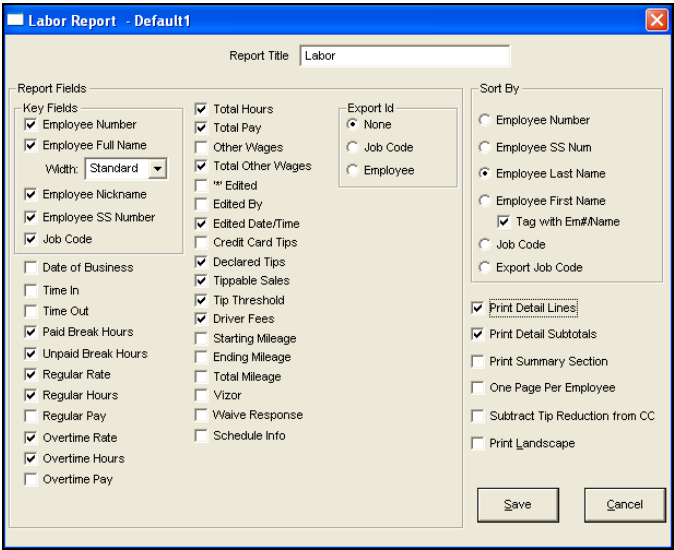 Labor Report - Default1
Report Title
Labor
Report Fields
Key Fields
Employee Number
Employee Full Name
Width: Standard
Employee Nickname
Employee SS Number
Job Code
Date of Business
Time In
Time Out
Paid Break Hours
Unpaid Break Hours
Regular Rate
Regular Hours
Regular Pay
Overtime Rate
Overtime Hours
Overtime Pay
Total Hours
Total Pay
Other Wages
Total Other Wages
'*' Edited
Edited By
Edited Date/Time
Credit Card Tips
Declared Tips
Tippable Sales
Tip Threshold
Driver Fees
Starting Mileage
Ending Mileage
Total Mileage
Vizor
Waive Response
Schedule Info
Export Id
None
Job Code
Employee
Sort By
Employee Number
Employee SS Num
Employee Last Name
Employee First Name
Tag with Em#/Name
Job Code
Export Job Code
Print Detail Lines
Print Detail Subtotals
Print Summary Section
One Page Per Employee
Subtract Tip Reduction from CC
Print Landscape
Save
Cancel